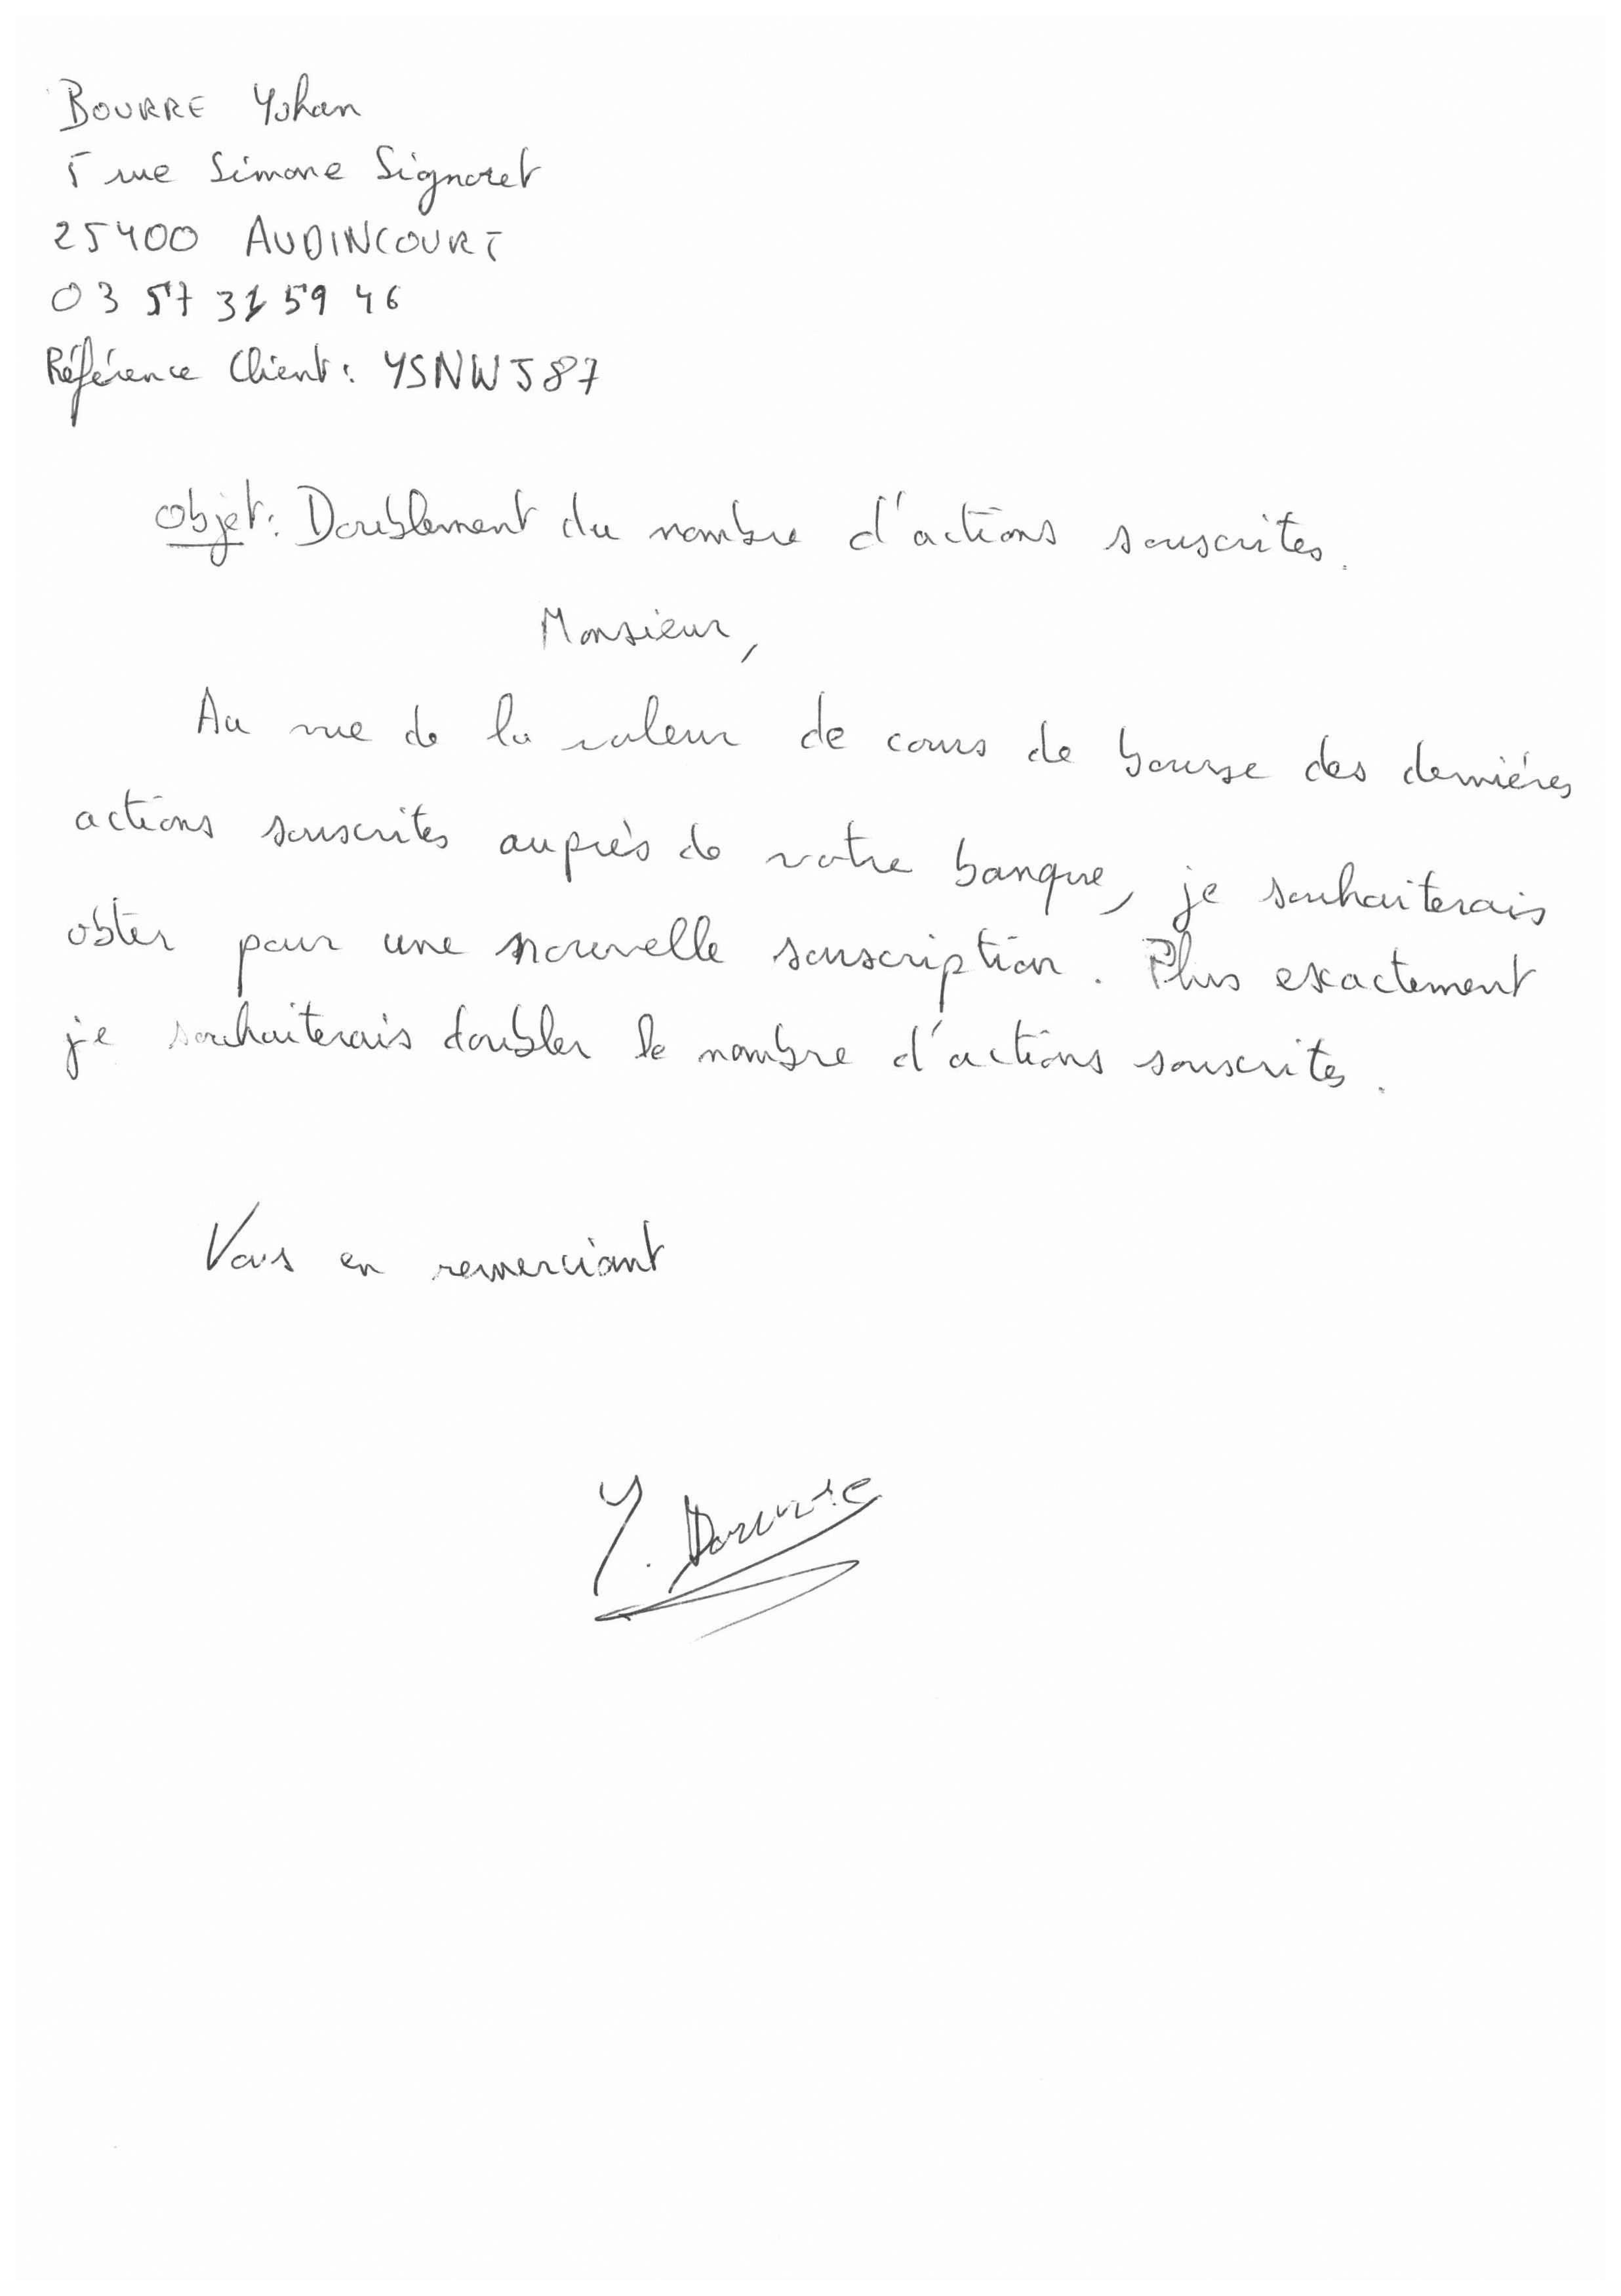 BOURRE Yohan
5 rue Simone Signoret
25400 AUDINCOURT
03 57 31 59 46
Référence Client : YSNWJ87
Objet : Doublement du nombre d'actions souscrites.
Monsieur,
Au vue de la valeur de cours de bourse des derniéres
actions souscrites auprès de votre banque, je souhaiterais
obter pour une nouvelle souscription. Plus exactement
je souhaiterais doubler le nombre d'actions souscrites.
Vous en remerciant
Y. Bourre